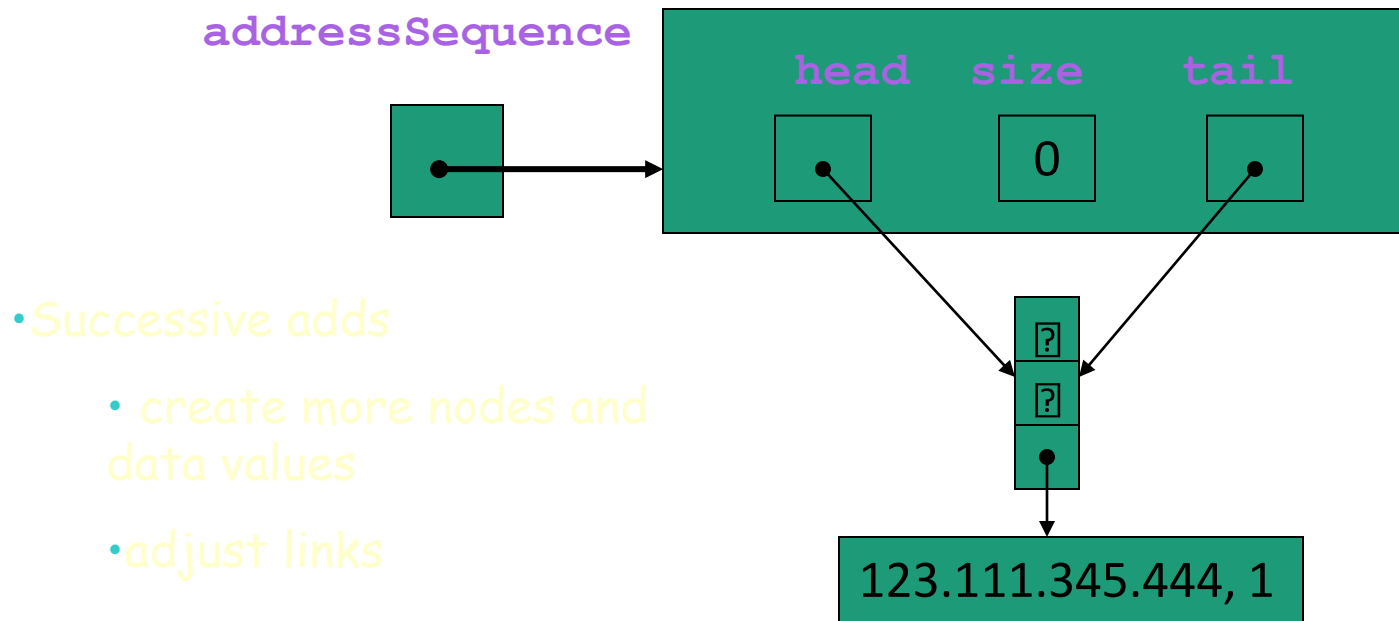 addressSequence
head size tail
0
•Successive adds
• create more nodes and
data values
•adjust links
123.111.345.444, 1